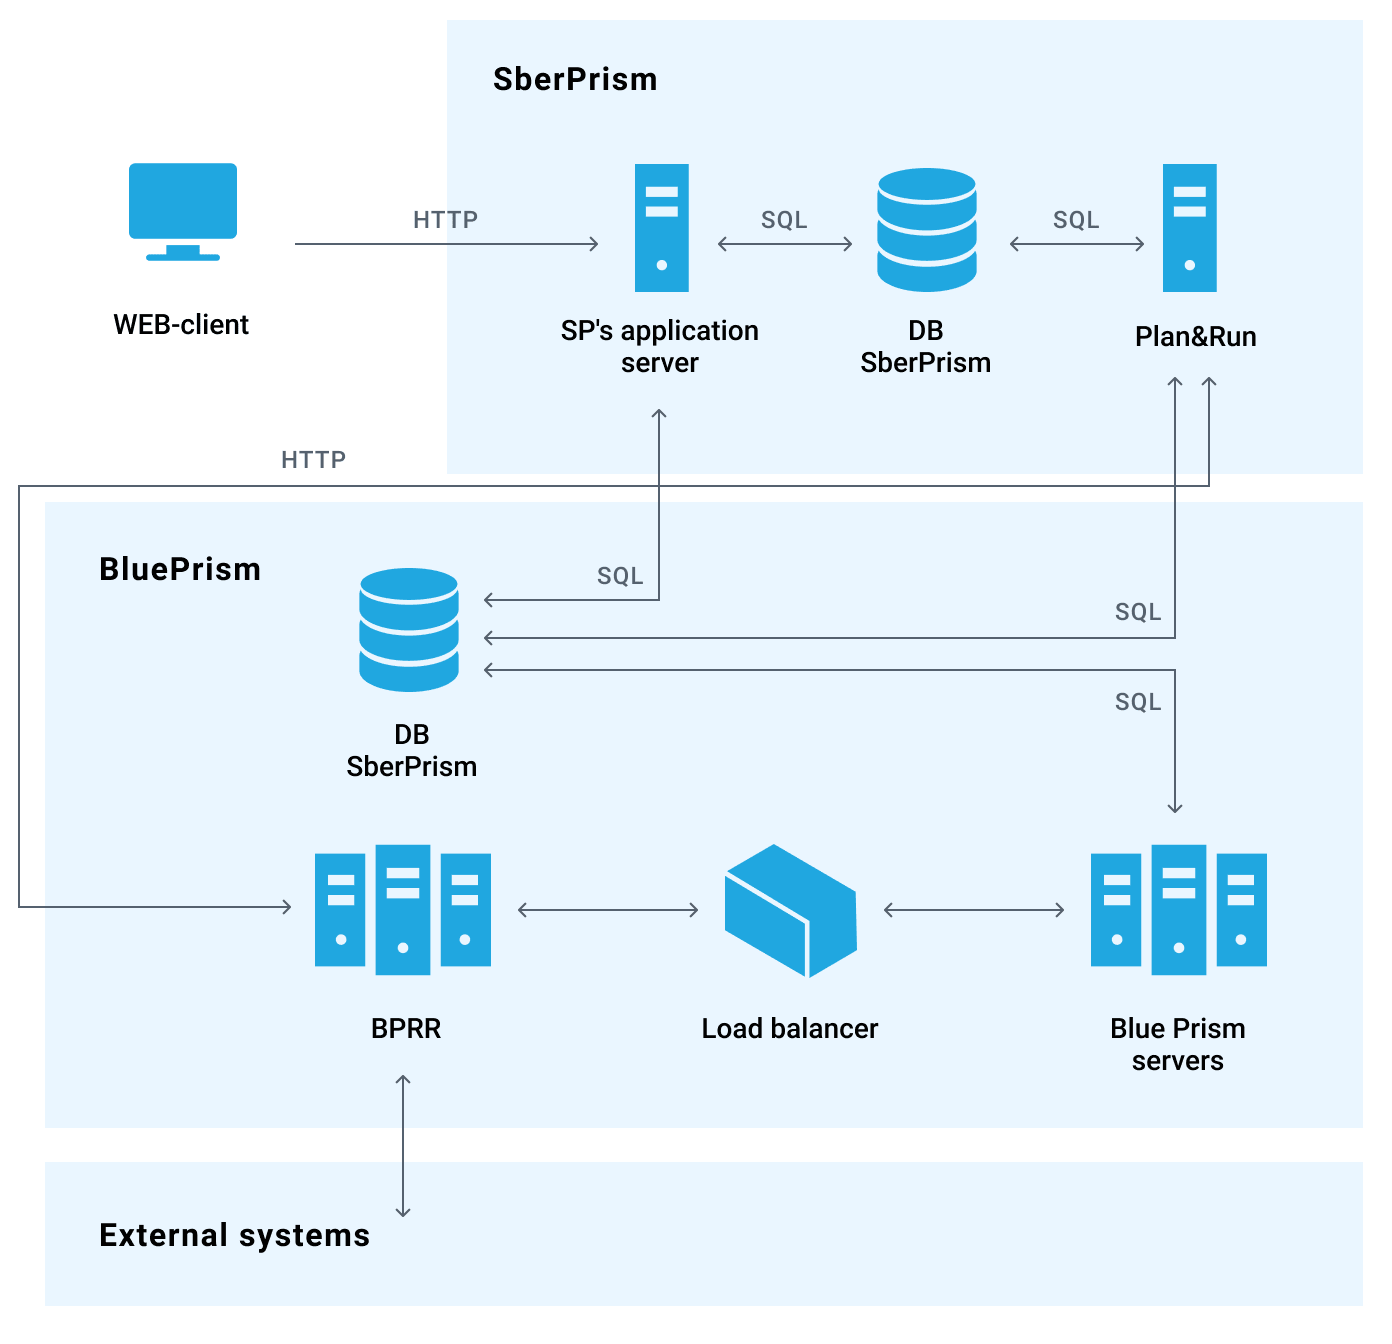 SberPrism
HTTP
SQL
SQL
WEB-client
SP's application
server
DB
SberPrism
Plan&Run
HTTP
BluePrism
SQL
SQL
SQL
DB
SberPrism
BPRR
Load balancer
Blue Prism
servers
External systems